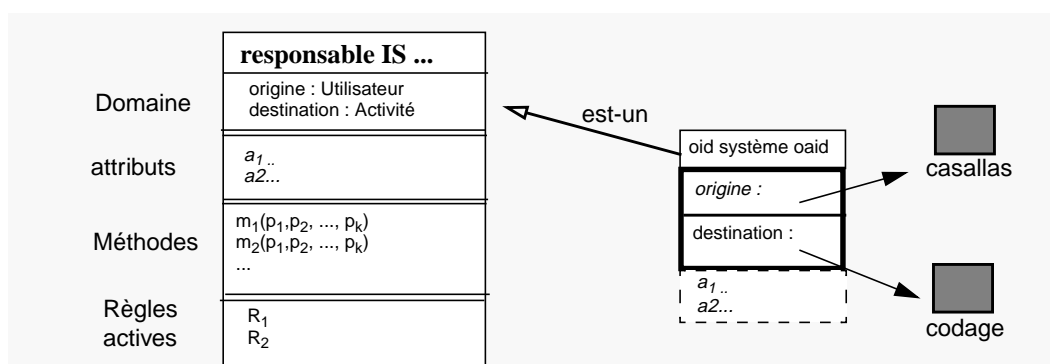 responsable IS ...
Domaine
origine : Utilisateur
destination : Activité
attributs
a1 ..
a2...
Méthodes
m1(p1,p2, ..., pk)
m2(p1,p2, ..., pk)
...
Règles
actives
R1
R2
est-un
oid système oaid
origine :
destination :
a1 ..
a2...
casallas
codage